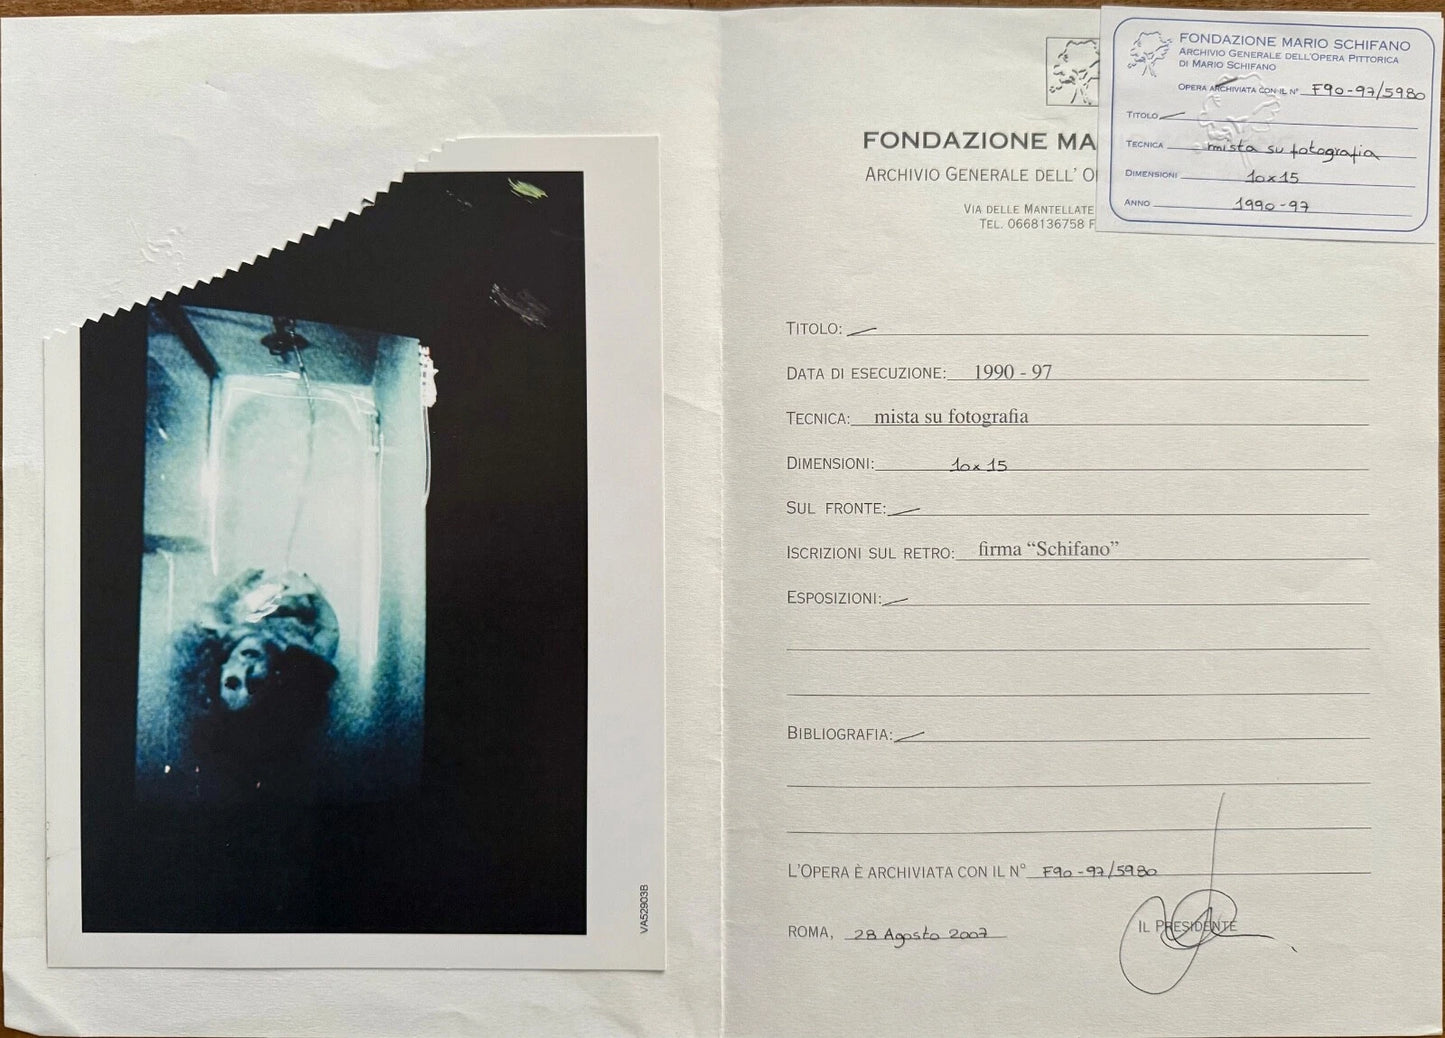 FONDAZIONE MARIO SCHIFANO
ARCHIVIO GENERALE DELL'OPERA PITTORICA
DI MARIO SCHIFANO
OPERA ARCHIVIATA CON IL N° F90-97/5980
TITOLO
TECNICA mista su fotografia
DIMENSIONI 10x15
ANNO 1990-97
FONDAZIONE MA
ARCHIVIO GENERALE DELL'
VIA DELLE MANTELLATE
TEL. 0668136758 F
TITOLO:
DATA DI ESECUZIONE: 1990 - 97
TECNICA: mista su fotografia
DIMENSIONI: 10x15
SUL FRONTE:
ISCRIZIONI SUL RETRO: firma “Schifano”
ESPOSIZIONI:
BIBLIOGRAFIA:
L'OPERA È ARCHIVIATA CON IL N° F90-97/5980
ROMA, 28 Agosto 2007
IL PRESIDENTE
VA52903B